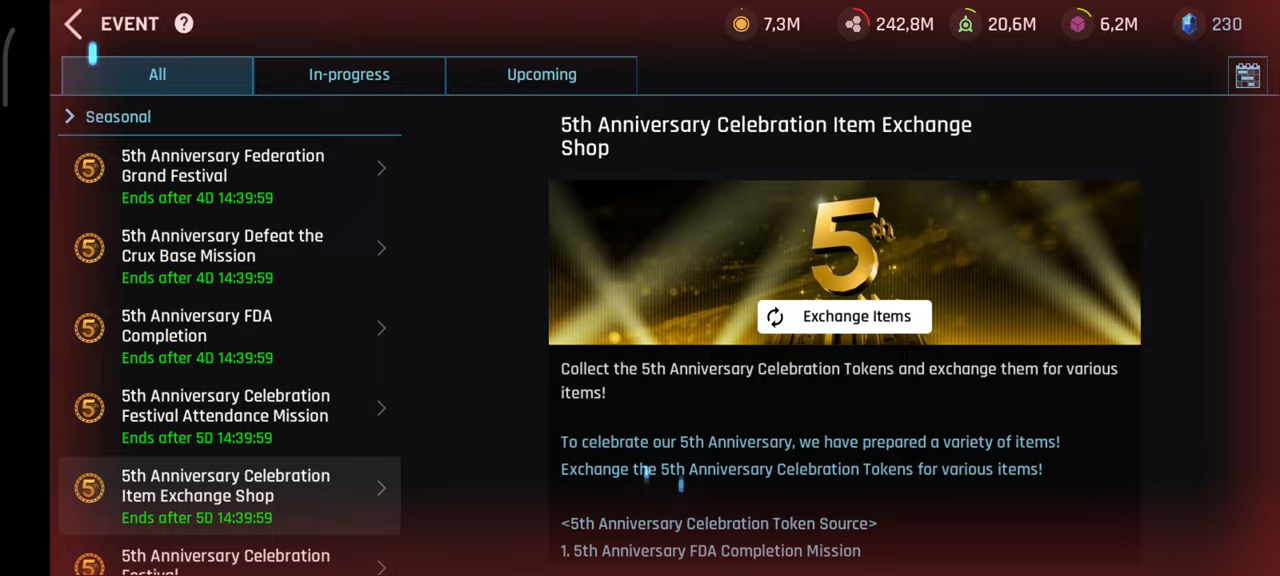 EVENT ?
7,3M
242,8M
20,6M
6,2M
230
All
In-progress
Upcoming
Seasonal
5th Anniversary Federation
Grand Festival
Ends after 4D 14:39:59
5th Anniversary Defeat the
Crux Base Mission
Ends after 4D 14:39:59
5th Anniversary FDA
Completion
Ends after 4D 14:39:59
5th Anniversary Celebration
Festival Attendance Mission
Ends after 5D 14:39:59
5th Anniversary Celebration
Item Exchange Shop
Ends after 5D 14:39:59
5th Anniversary Celebration
Festival
5th Anniversary Celebration Item Exchange
Shop
5th
Exchange Items
Collect the 5th Anniversary Celebration Tokens and exchange them for various
items!
To celebrate our 5th Anniversary, we have prepared a variety of items!
Exchange the 5th Anniversary Celebration Tokens for various items!
<5th Anniversary Celebration Token Source>
1. 5th Anniversary FDA Completion Mission